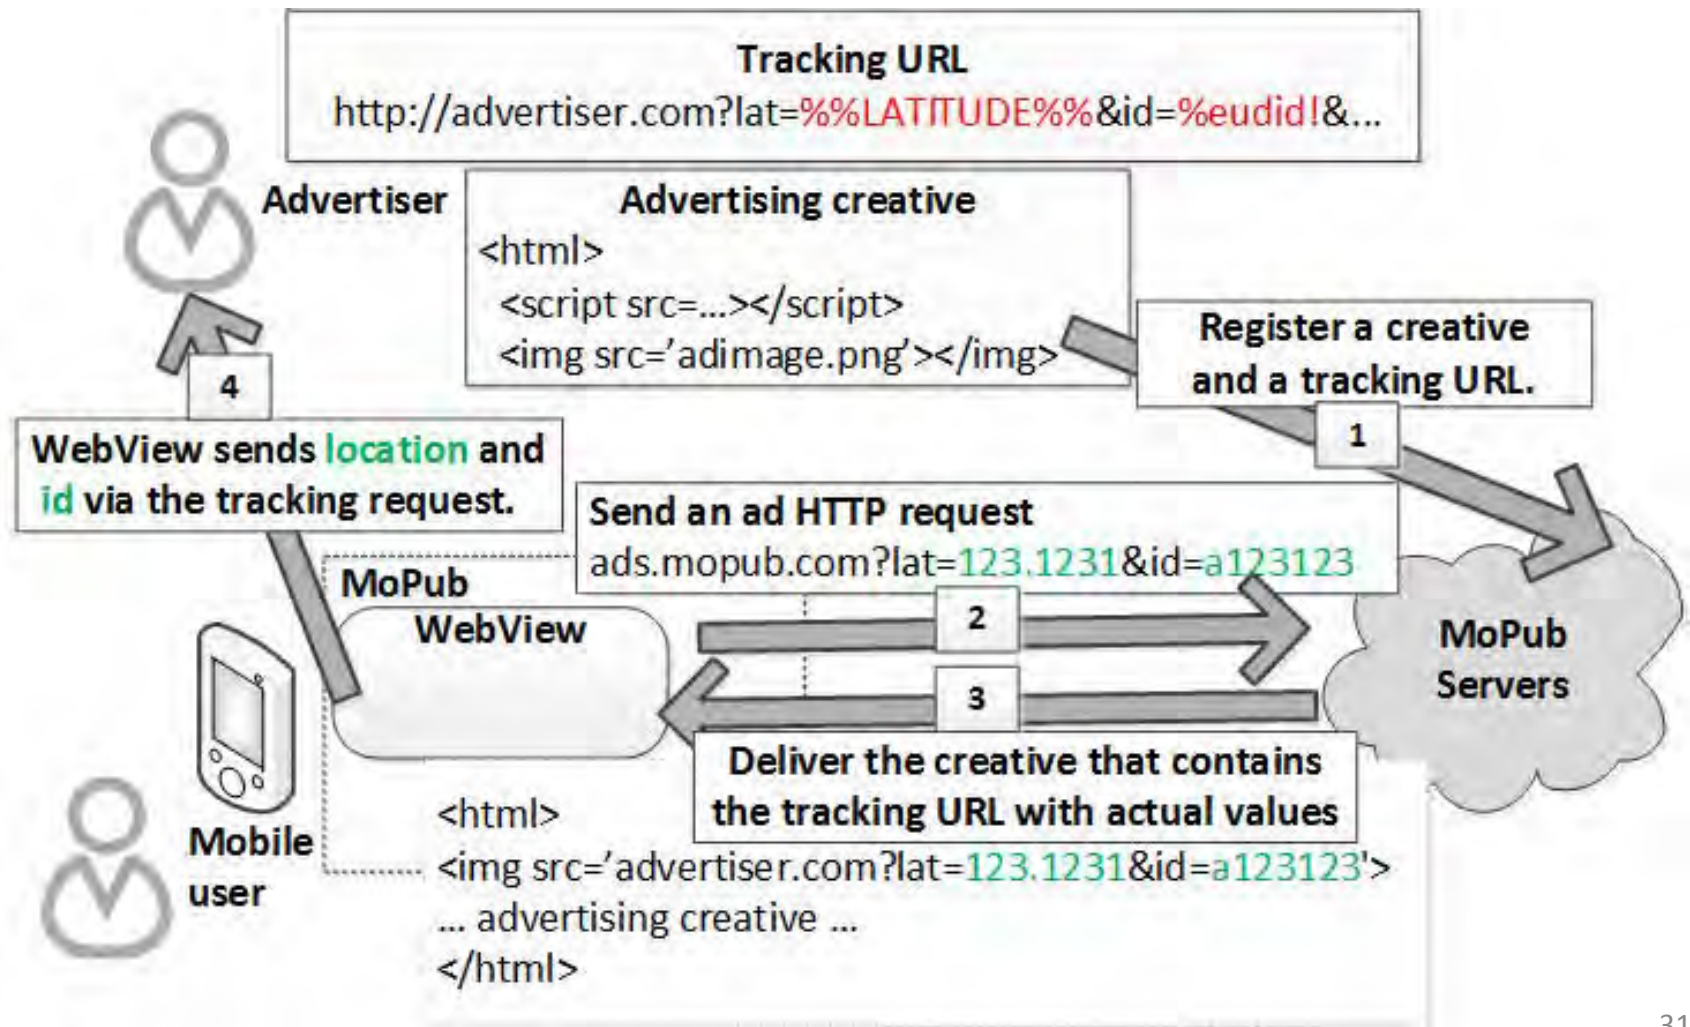 Tracking URL
http://advertiser.com?lat=%%LATITUDE%%&id=%eudid!&...
Advertiser
Advertising creative
<html>
<script src=...></script>
<img src='adimage.png'></img>
Register a creative
and a tracking URL.
1
4
WebView sends location and
id via the tracking request.
Send an ad HTTP request
ads.mopub.com?lat=123.1231&id=a123123
MoPub
WebView
2
MoPub
Servers
3
Deliver the creative that contains
the tracking URL with actual values
Mobile
user
<html>
<img src='advertiser.com?lat=123.1231&id=a123123'>
... advertising creative ...
</html>
31